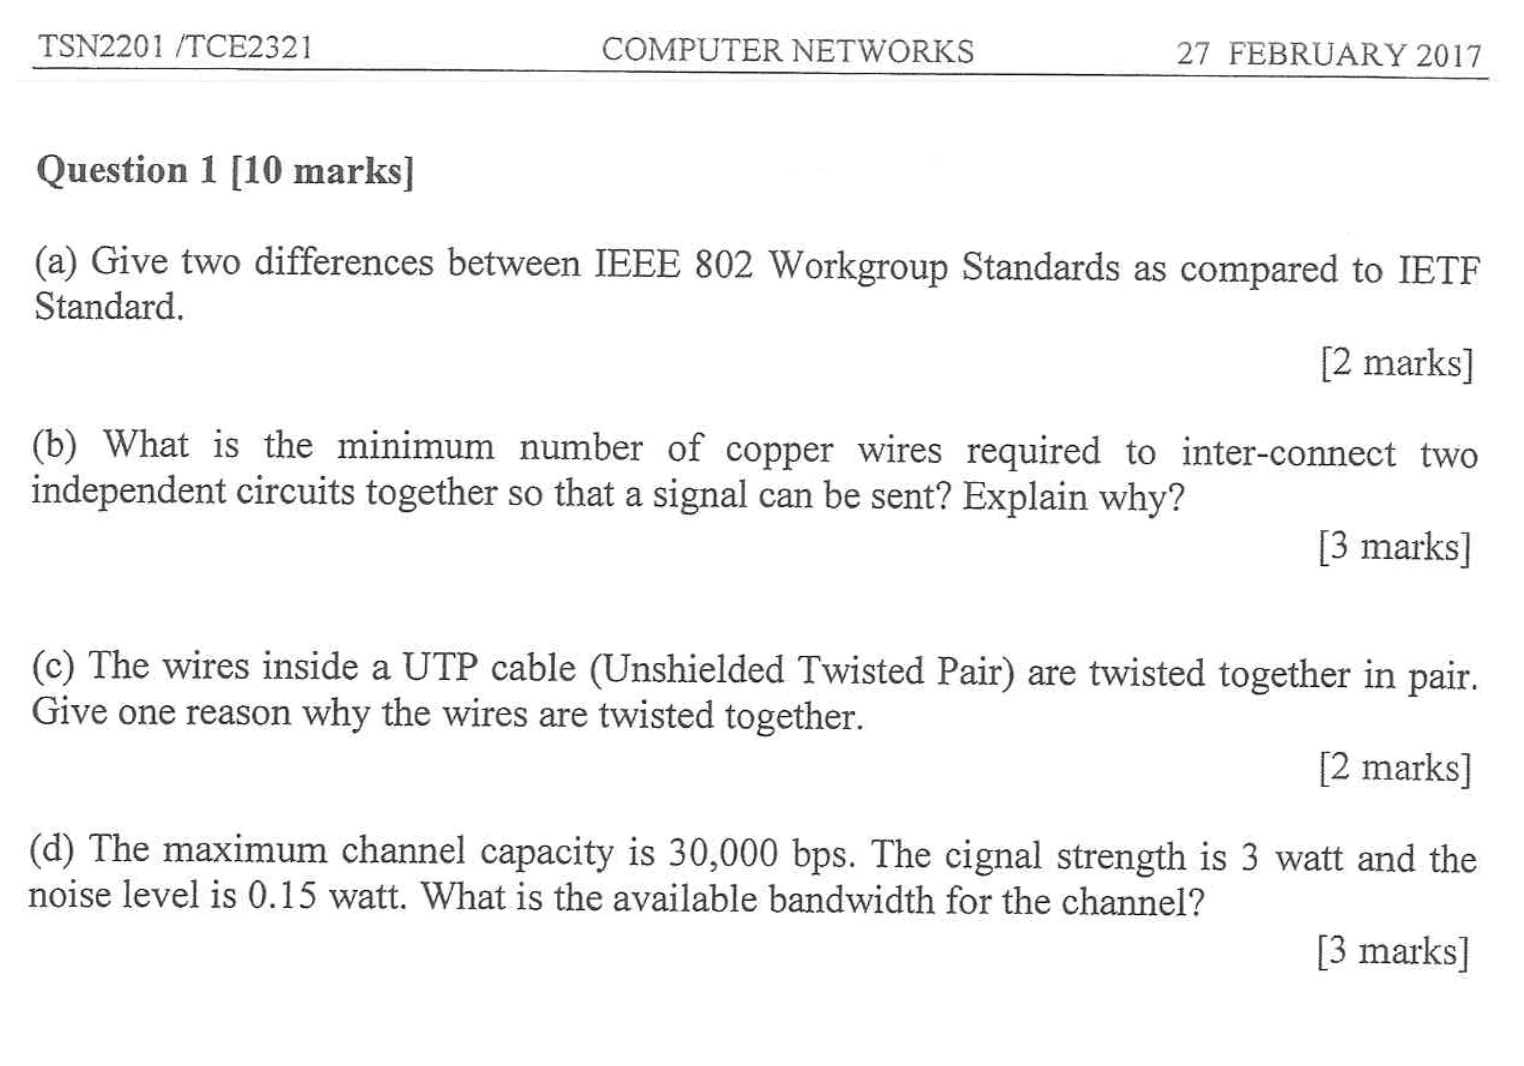 TSN2201 /TCE2321 COMPUTER NETWORKS 27 FEBRUARY 2017
Question 1 [10 marks]
(a) Give two differences between IEEE 802 Workgroup Standards as compared to IETF
Standard.
[2 marks]
(b) What is the minimum number of copper wires required to inter-connect two
independent circuits together so that a signal can be sent? Explain why?
[3 marks]
(c) The wires inside a UTP cable (Unshielded Twisted Pair) are twisted together in pair.
Give one reason why the wires are twisted together.
[2 marks]
(d) The maximum channel capacity is 30,000 bps. The cignal strength is 3 watt and the
noise level is 0.15 watt. What is the available bandwidth for the channel?
[3 marks]